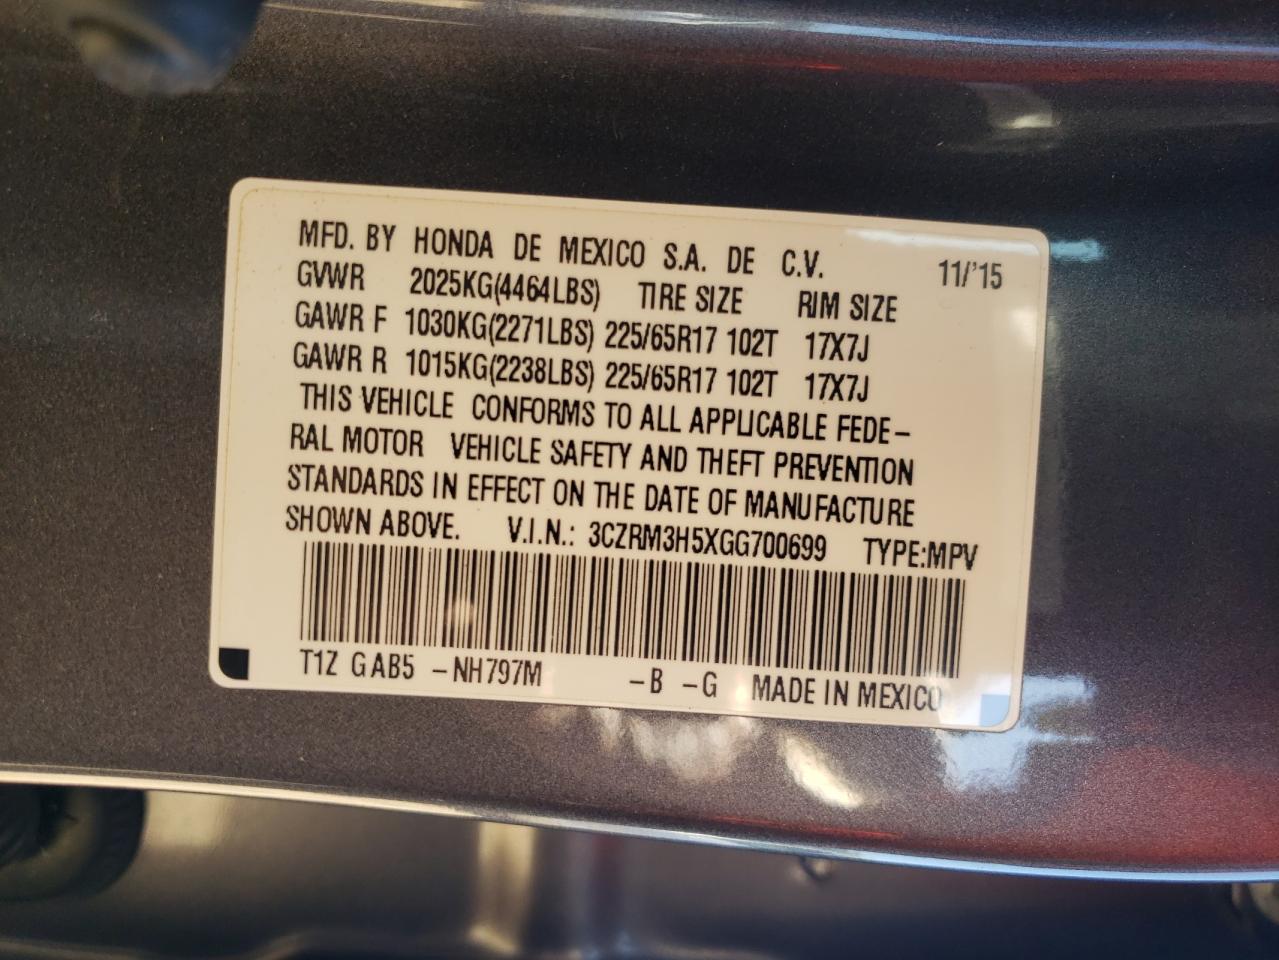 MFD. BY HONDA DE MEXICO S.A. DE C.V. 11/'15
GVWR 2025KG(4464LBS) TIRE SIZE RIM SIZE
GAWR F 1030KG(2271LBS) 225/65R17 102T 17X7J
GAWR R 1015KG(2238LBS) 225/65R17 102T 17X7J
THIS VEHICLE CONFORMS TO ALL APPLICABLE FEDE-
RAL MOTOR VEHICLE SAFETY AND THEFT PREVENTION
STANDARDS IN EFFECT ON THE DATE OF MANUFACTURE
SHOWN ABOVE. V.I.N.: 3CZRM3H5XGG700699 TYPE:MPV
T1Z GAB5 -NH797M -B -G MADE IN MEXICO